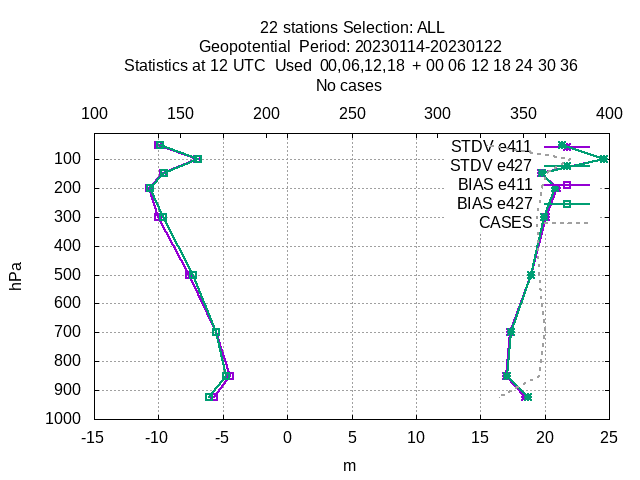 22 stations Selection: ALL
Geopotential  Period: 20230114-20230122
Statistics at 12 UTC  Used  00,06,12,18  + 00 06 12 18 24 30 36
No cases
100 150 200 250 300 350 400
STDV e411
STDV e427
BIAS e411
BIAS e427
CASES
hPa
100
200
300
400
500
600
700
800
900
1000
-15 -10 -5 0 5 10 15 20 25
m